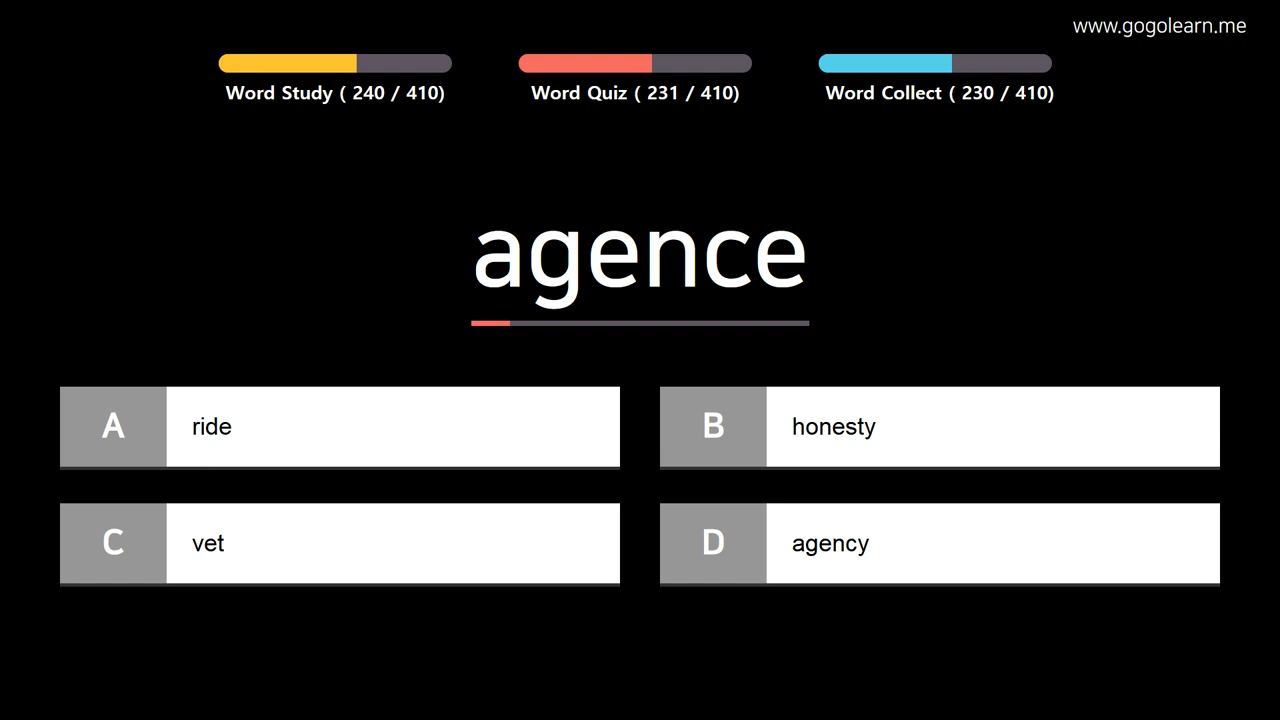 www.gogolearn.me
Word Study ( 240 / 410)
Word Quiz ( 231 / 410)
Word Collect ( 230 / 410)
agence
A ride
B honesty
C vet
D agency